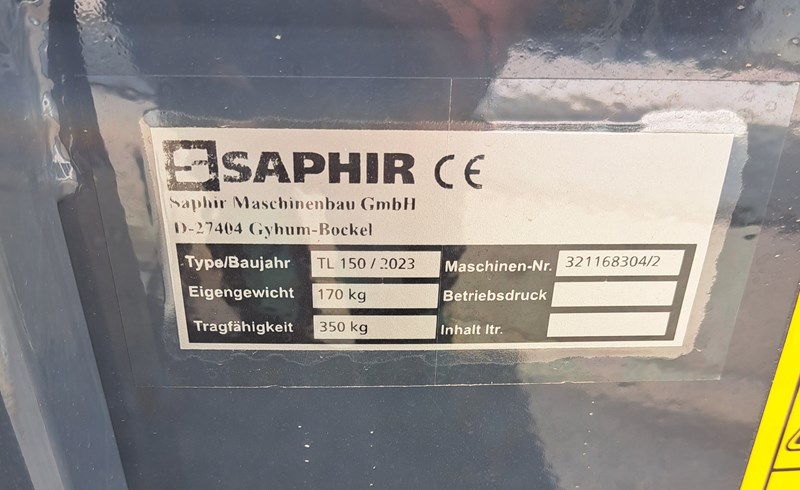 SAPHIR CE
Saphir Maschinenbau GmbH
D-27404 Gyhum-Bockel
Type/Baujahr TL 150 / 2023 Maschinen-Nr. 321168304/2
Eigengewicht 170 kg Betriebsdruck
Tragfähigkeit 350 kg Inhalt ltr.